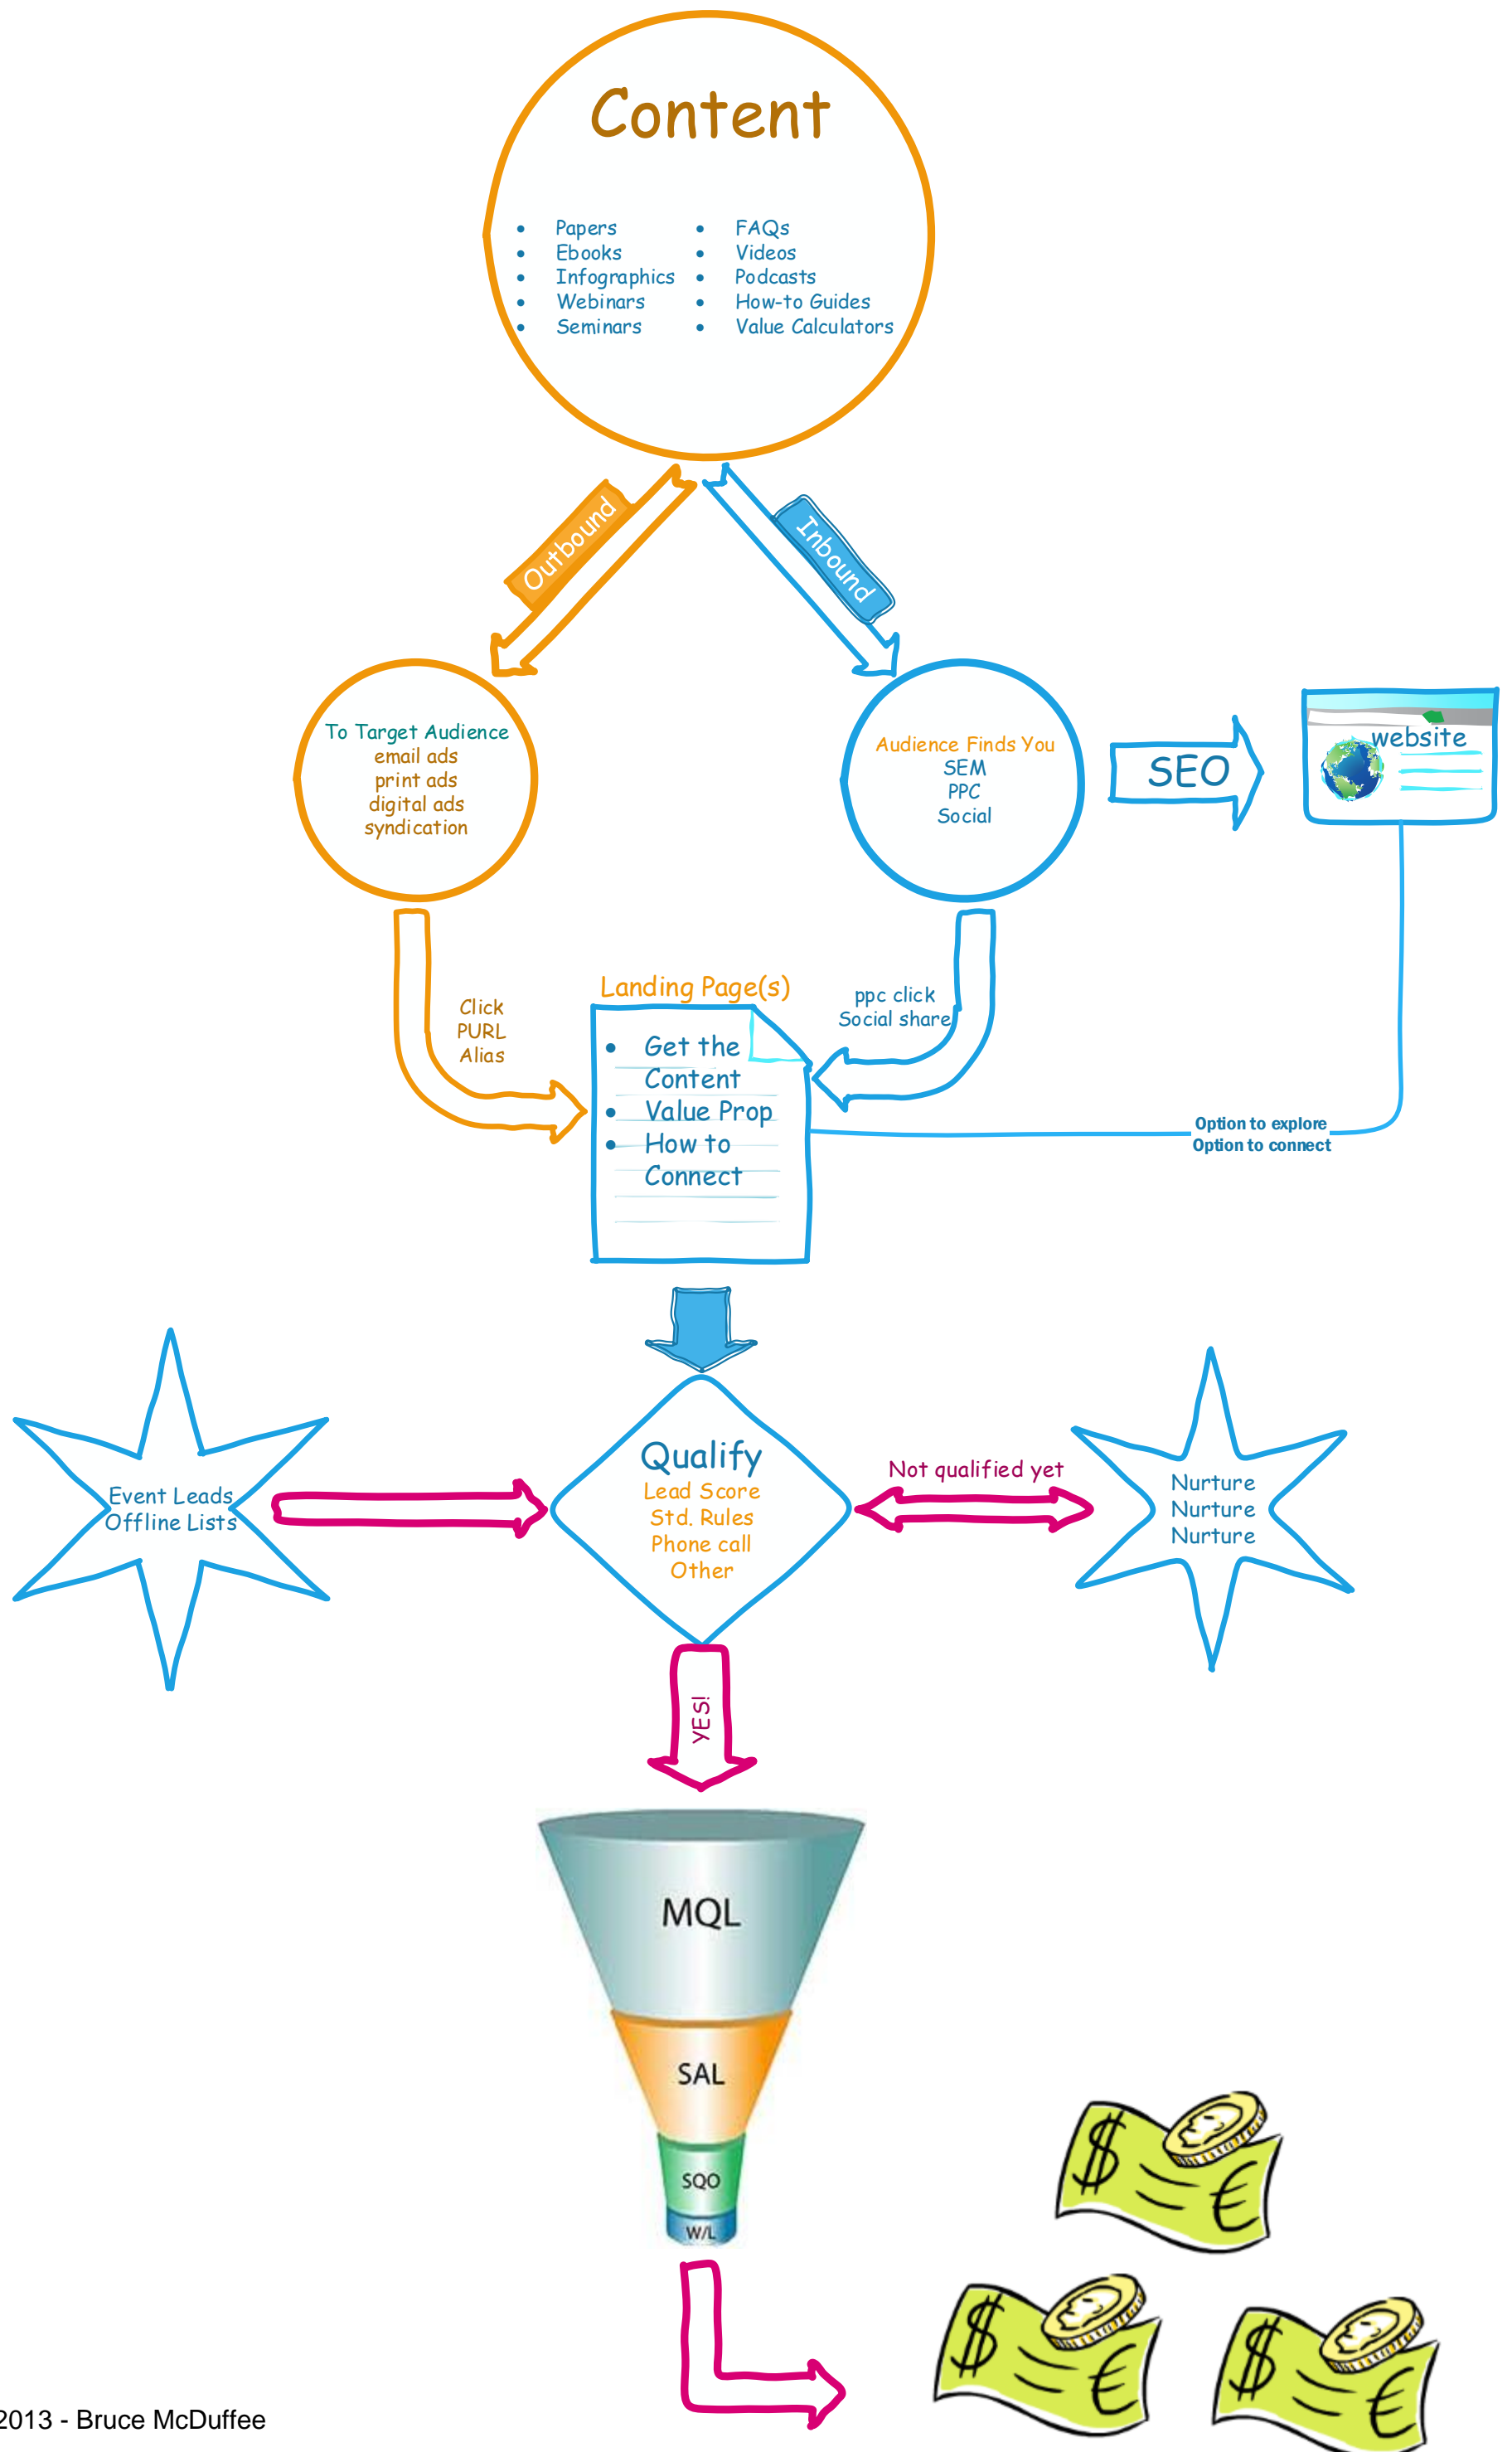 Content
Papers
Ebooks
Infographics
Webinars
Seminars
FAQs
Videos
Podcasts
How-to Guides
Value Calculators
Outbound
Inbound
To Target Audience
email ads
print ads
digital ads
syndication
Audience Finds You
SEM
PPC
Social
SEO
website
Click
PURL
Alias
Landing Page(s)
Get the
Content
Value Prop
How to
Connect
ppc click
Social share
Option to explore
Option to connect
Event Leads
Offline Lists
Qualify
Lead Score
Std. Rules
Phone call
Other
Not qualified yet
Nurture
Nurture
Nurture
YES!
MQL
SAL
SQO
W/L
$ €
$ €
$ €
2013 - Bruce McDuffee